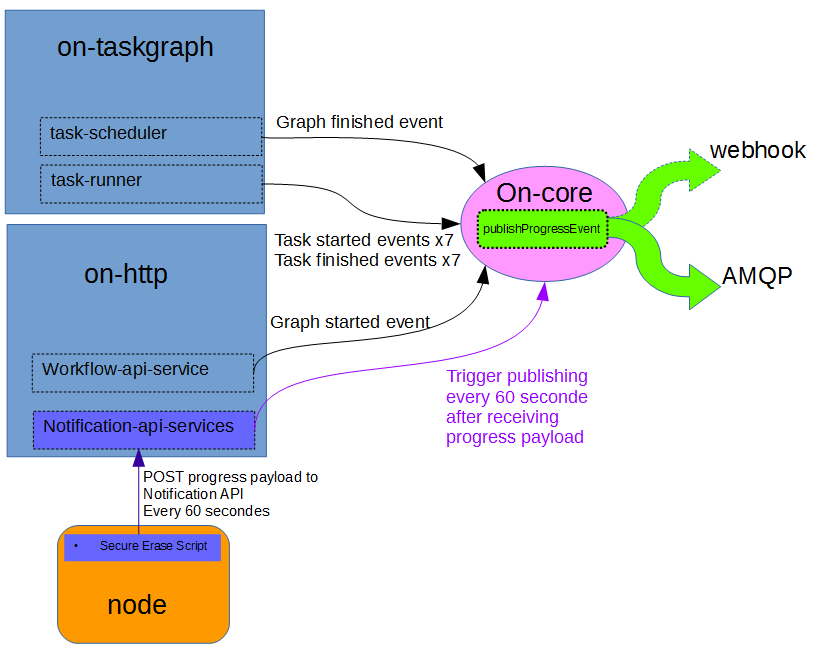 on-taskgraph
task-scheduler
task-runner
Graph finished event
webhook
On-core
publishProgressEvent
Task started events x7
Task finished events x7
AMQP
on-http
Graph started event
Workflow-api-service
Notification-api-services
Trigger publishing
every 60 seconde
after receiving
progress payload
POST progress payload to
Notification API
Every 60 secondes
• Secure Erase Script
node